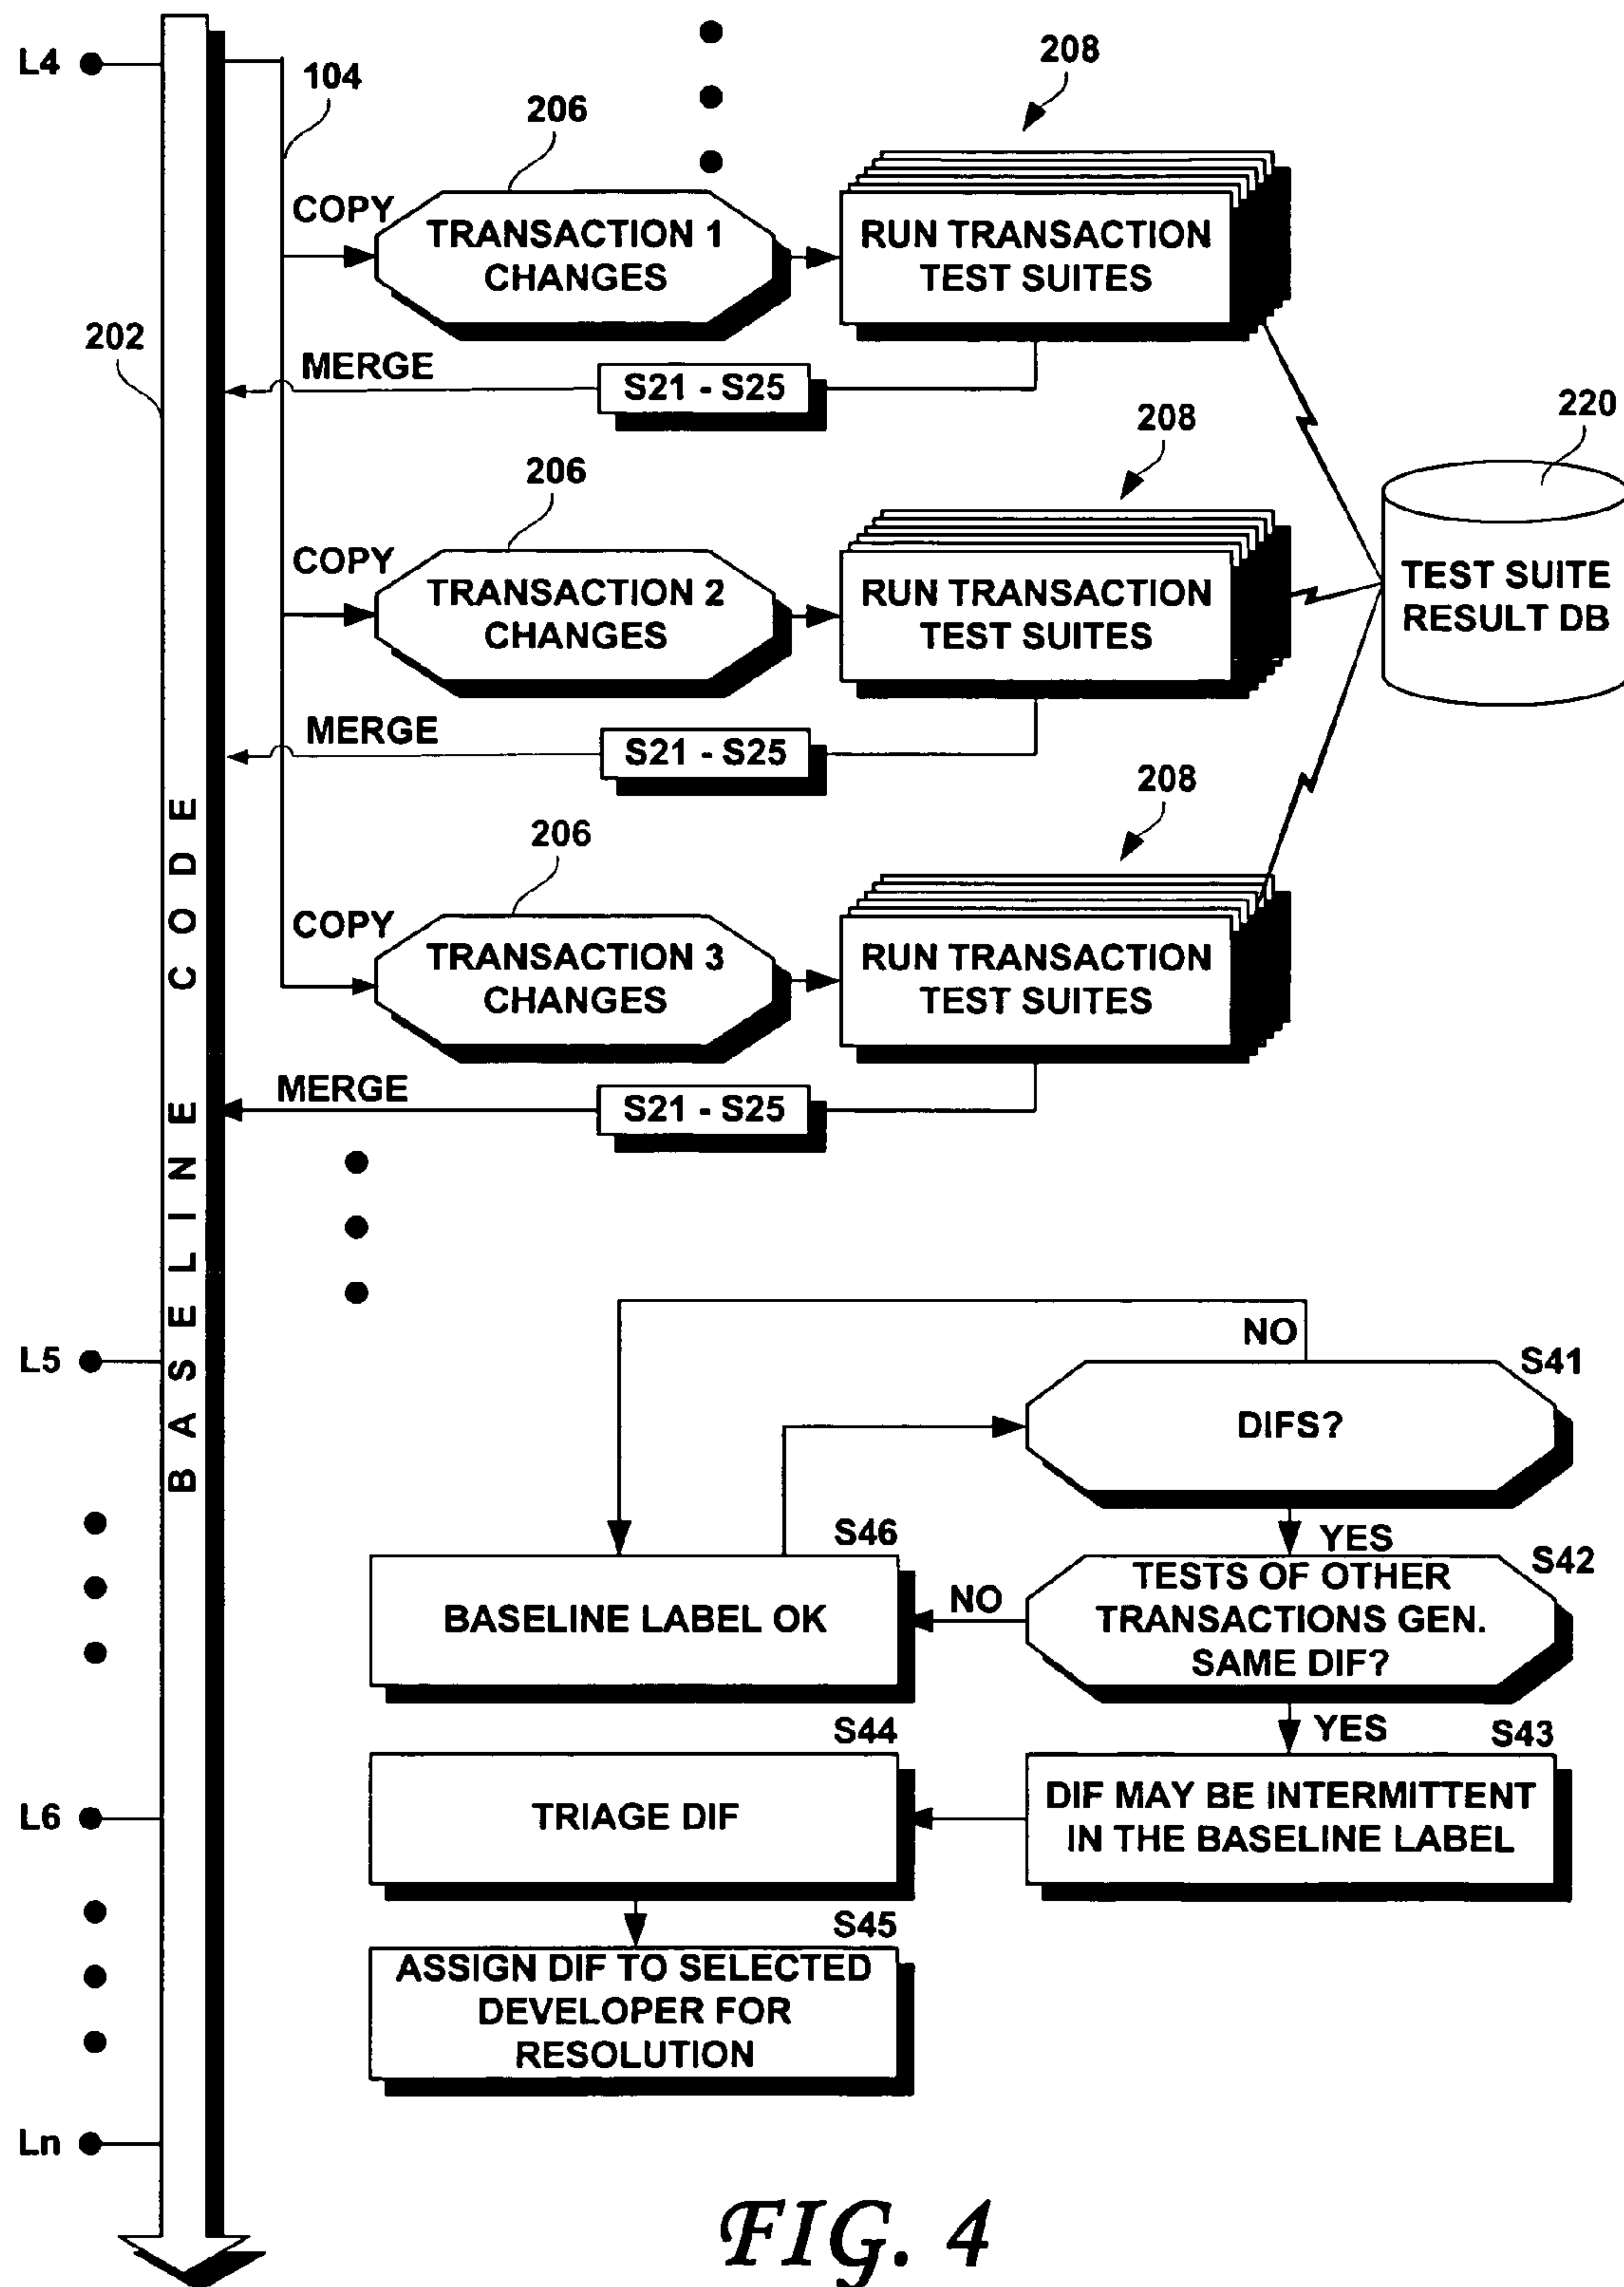 L4
104
206
208
COPY
TRANSACTION 1
CHANGES
RUN TRANSACTION
TEST SUITES
202
MERGE
S21 - S25
208
220
206
COPY
TRANSACTION 2
CHANGES
RUN TRANSACTION
TEST SUITES
TEST SUITE
RESULT DB
MERGE
S21 - S25
208
206
COPY
TRANSACTION 3
CHANGES
RUN TRANSACTION
TEST SUITES
MERGE
S21 - S25
BASELINE CODE
L5
NO
S41
DIFS?
YES
S46
BASELINE LABEL OK
NO
S42
TESTS OF OTHER
TRANSACTIONS GEN.
SAME DIF?
YES
S44
S43
L6
TRIAGE DIF
DIF MAY BE INTERMITTENT
IN THE BASELINE LABEL
S45
ASSIGN DIF TO SELECTED
DEVELOPER FOR
RESOLUTION
Ln
FIG. 4